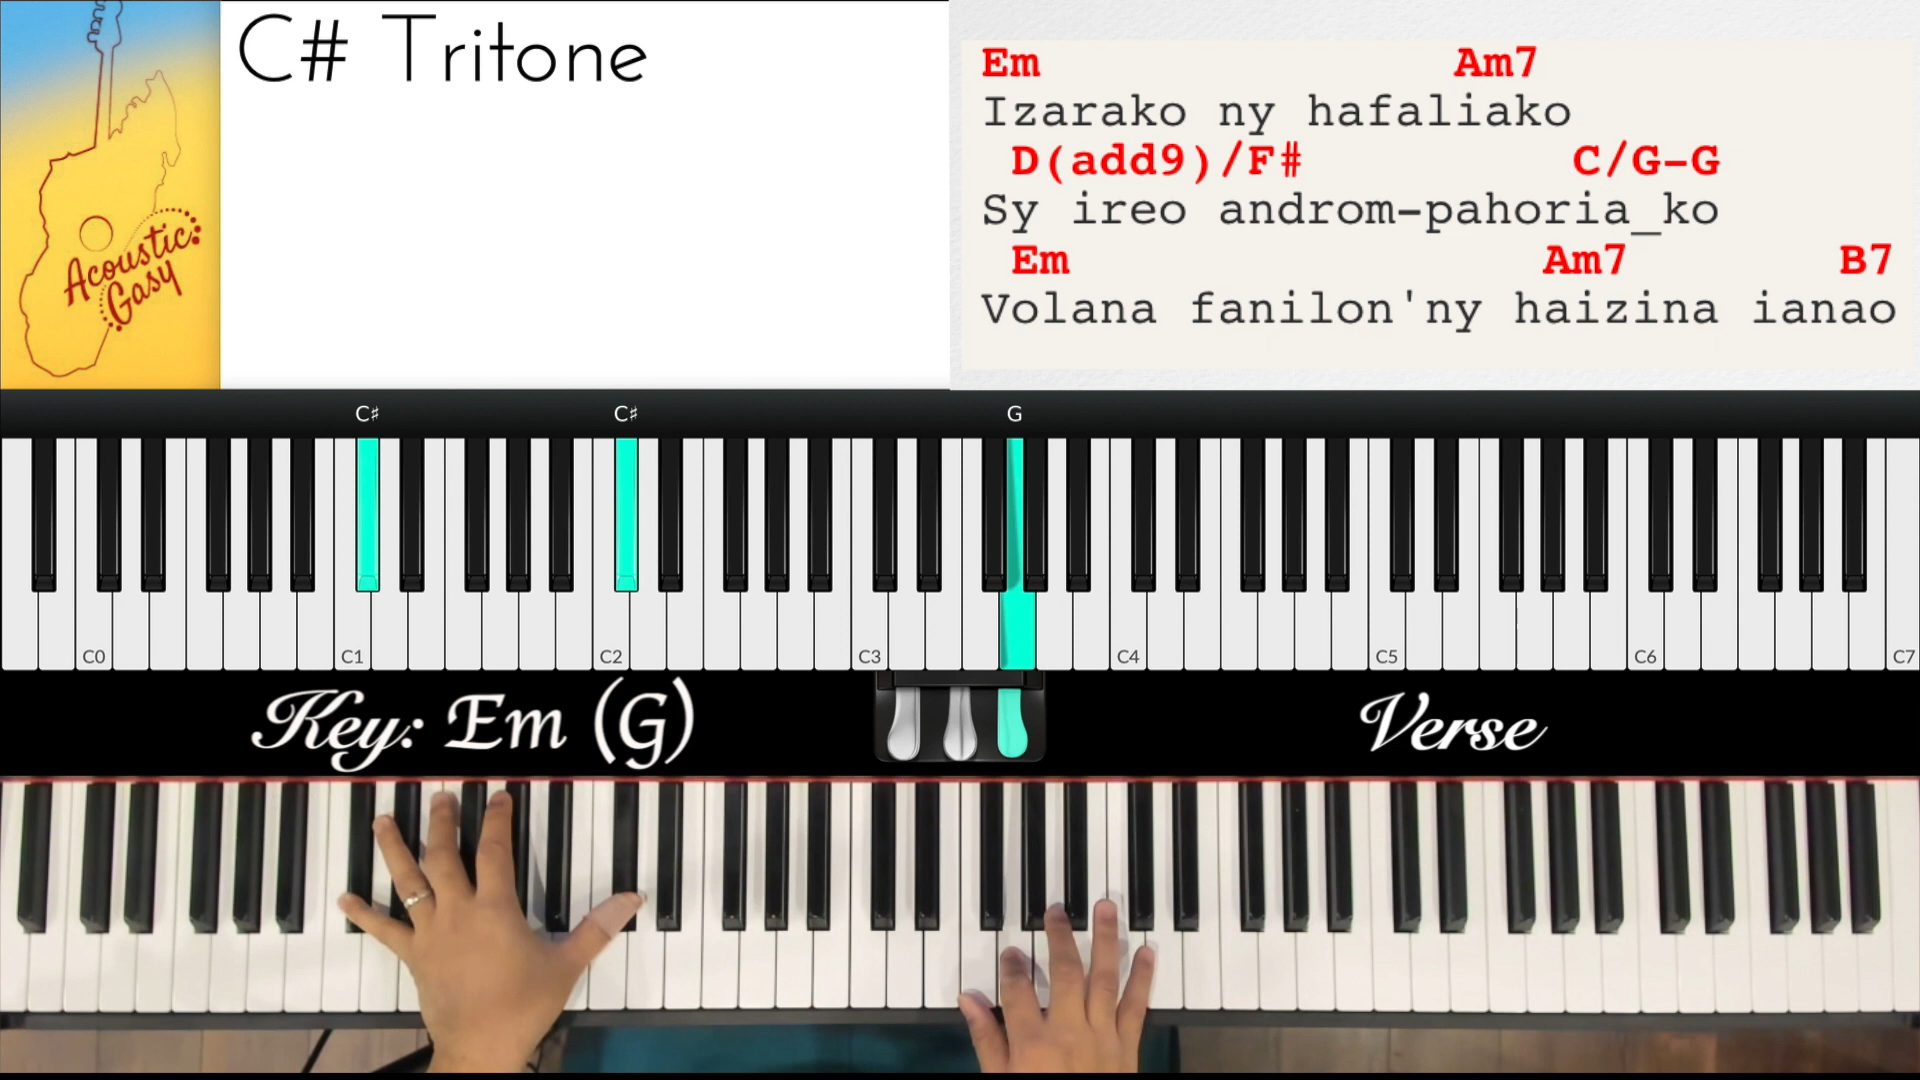 C# Tritone
Acoustic
Gasy
Em Am7
Izarako ny hafaliako
D(add9)/F# C/G-G
Sy ireo androm-pahoria_ko
Em Am7 B7
Volana fanilon'ny haizina ianao
C♯ C♯ G
C0 C1 C2 C3 C4 C5 C6 C7
Key: Em (G)
Verse